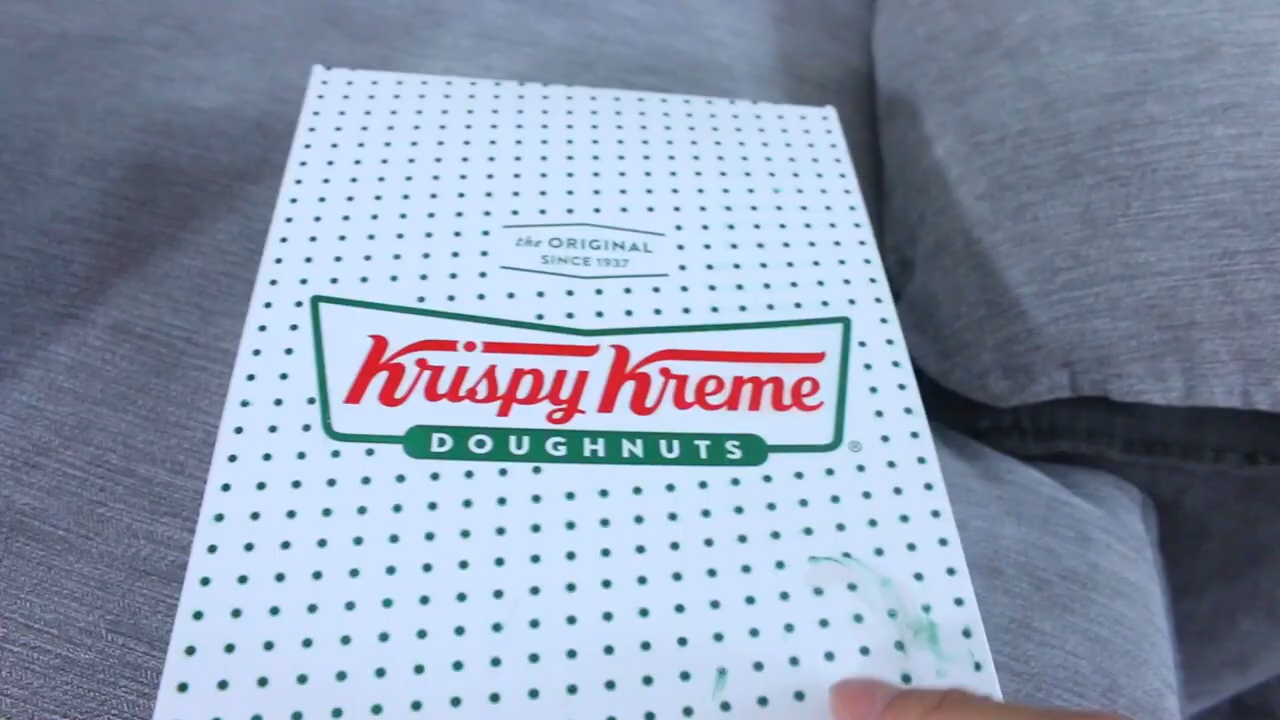 the ORIGINAL
SINCE 1937
Krispy Kreme
DOUGHNUTS
®